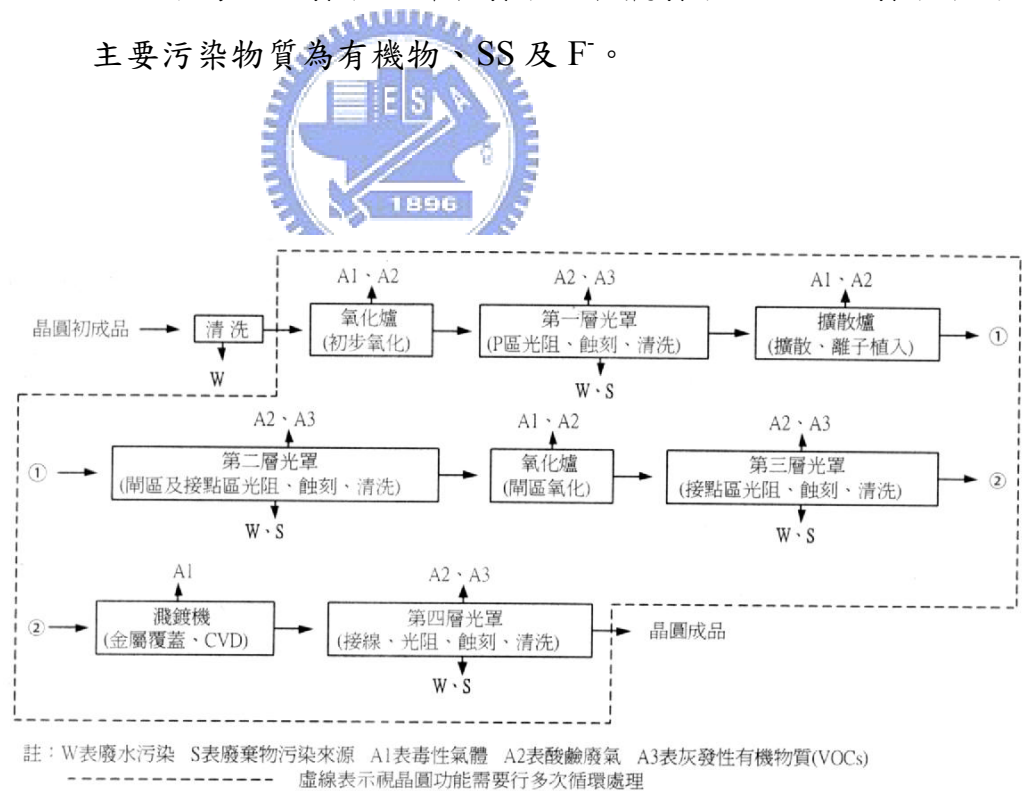 主要污染物質為有機物、SS 及 F⁻。
E S A
1896
A1、A2
A2、A3
A1、A2
晶圓初成品
清洗
氧化爐
(初步氧化)
第一層光罩
(P區光阻、蝕刻、清洗)
擴散爐
(擴散、離子植入)
①
W
W、S
A2、A3
A1、A2
A2、A3
①
第二層光罩
(閘區及接點區光阻、蝕刻、清洗)
氧化爐
(閘區氧化)
第三層光罩
(接點區光阻、蝕刻、清洗)
②
W、S
W、S
A1
A2、A3
②
濺鍍機
(金屬覆蓋、CVD)
第四層光罩
(接線、光阻、蝕刻、清洗)
晶圓成品
W、S
註：W表廢水污染 S表廢棄物污染來源 A1表毒性氣體 A2表酸鹼廢氣 A3表灰發性有機物質(VOCs)
虛線表示視晶圓功能需要行多次循環處理